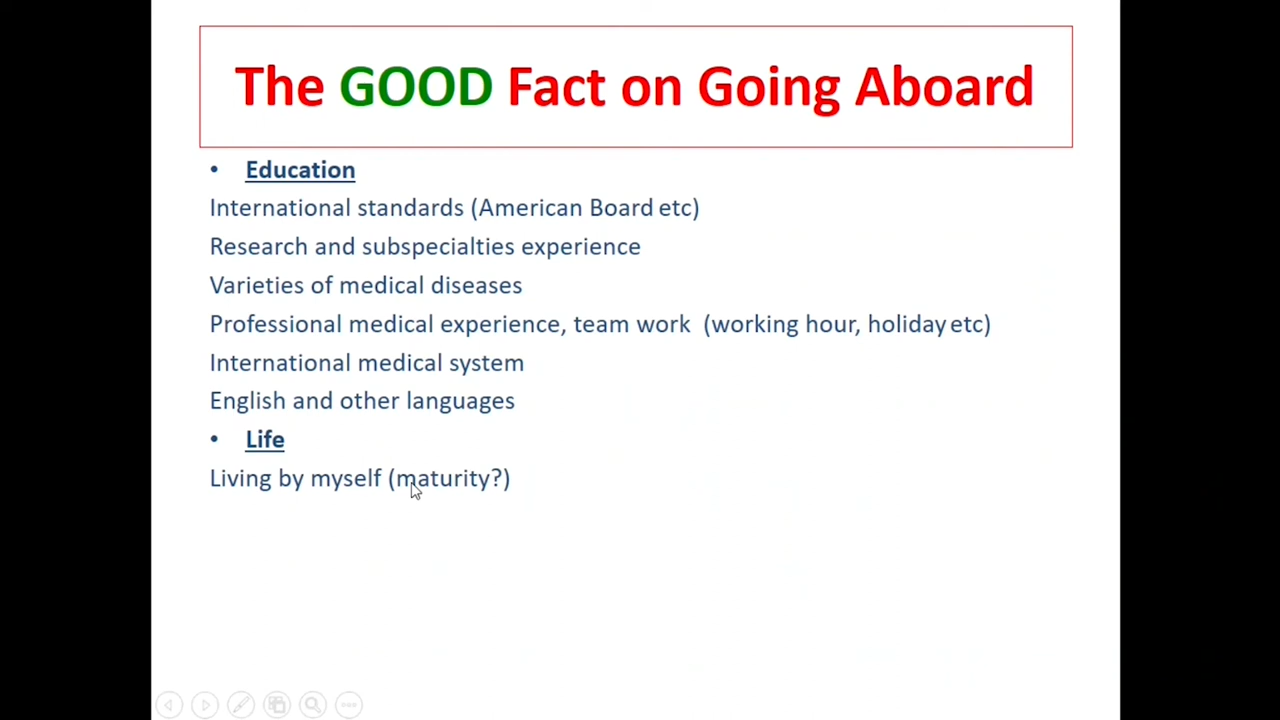 The GOOD Fact on Going Aboard
• Education
International standards (American Board etc)
Research and subspecialties experience
Varieties of medical diseases
Professional medical experience, team work (working hour, holiday etc)
International medical system
English and other languages
• Life
Living by myself (maturity?)